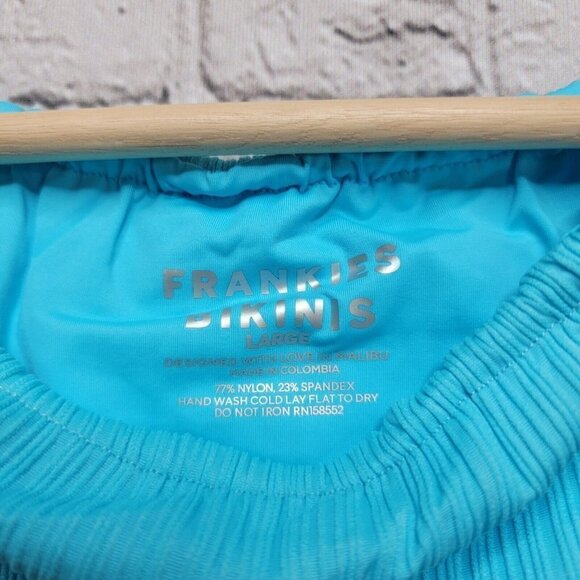 FRANKIES
BIKINIS
LARGE
DESIGNED WITH LOVE IN MALIBU
MADE IN COLOMBIA
77% NYLON, 23% SPANDEX
HAND WASH COLD LAY FLAT TO DRY
DO NOT IRON RN158552